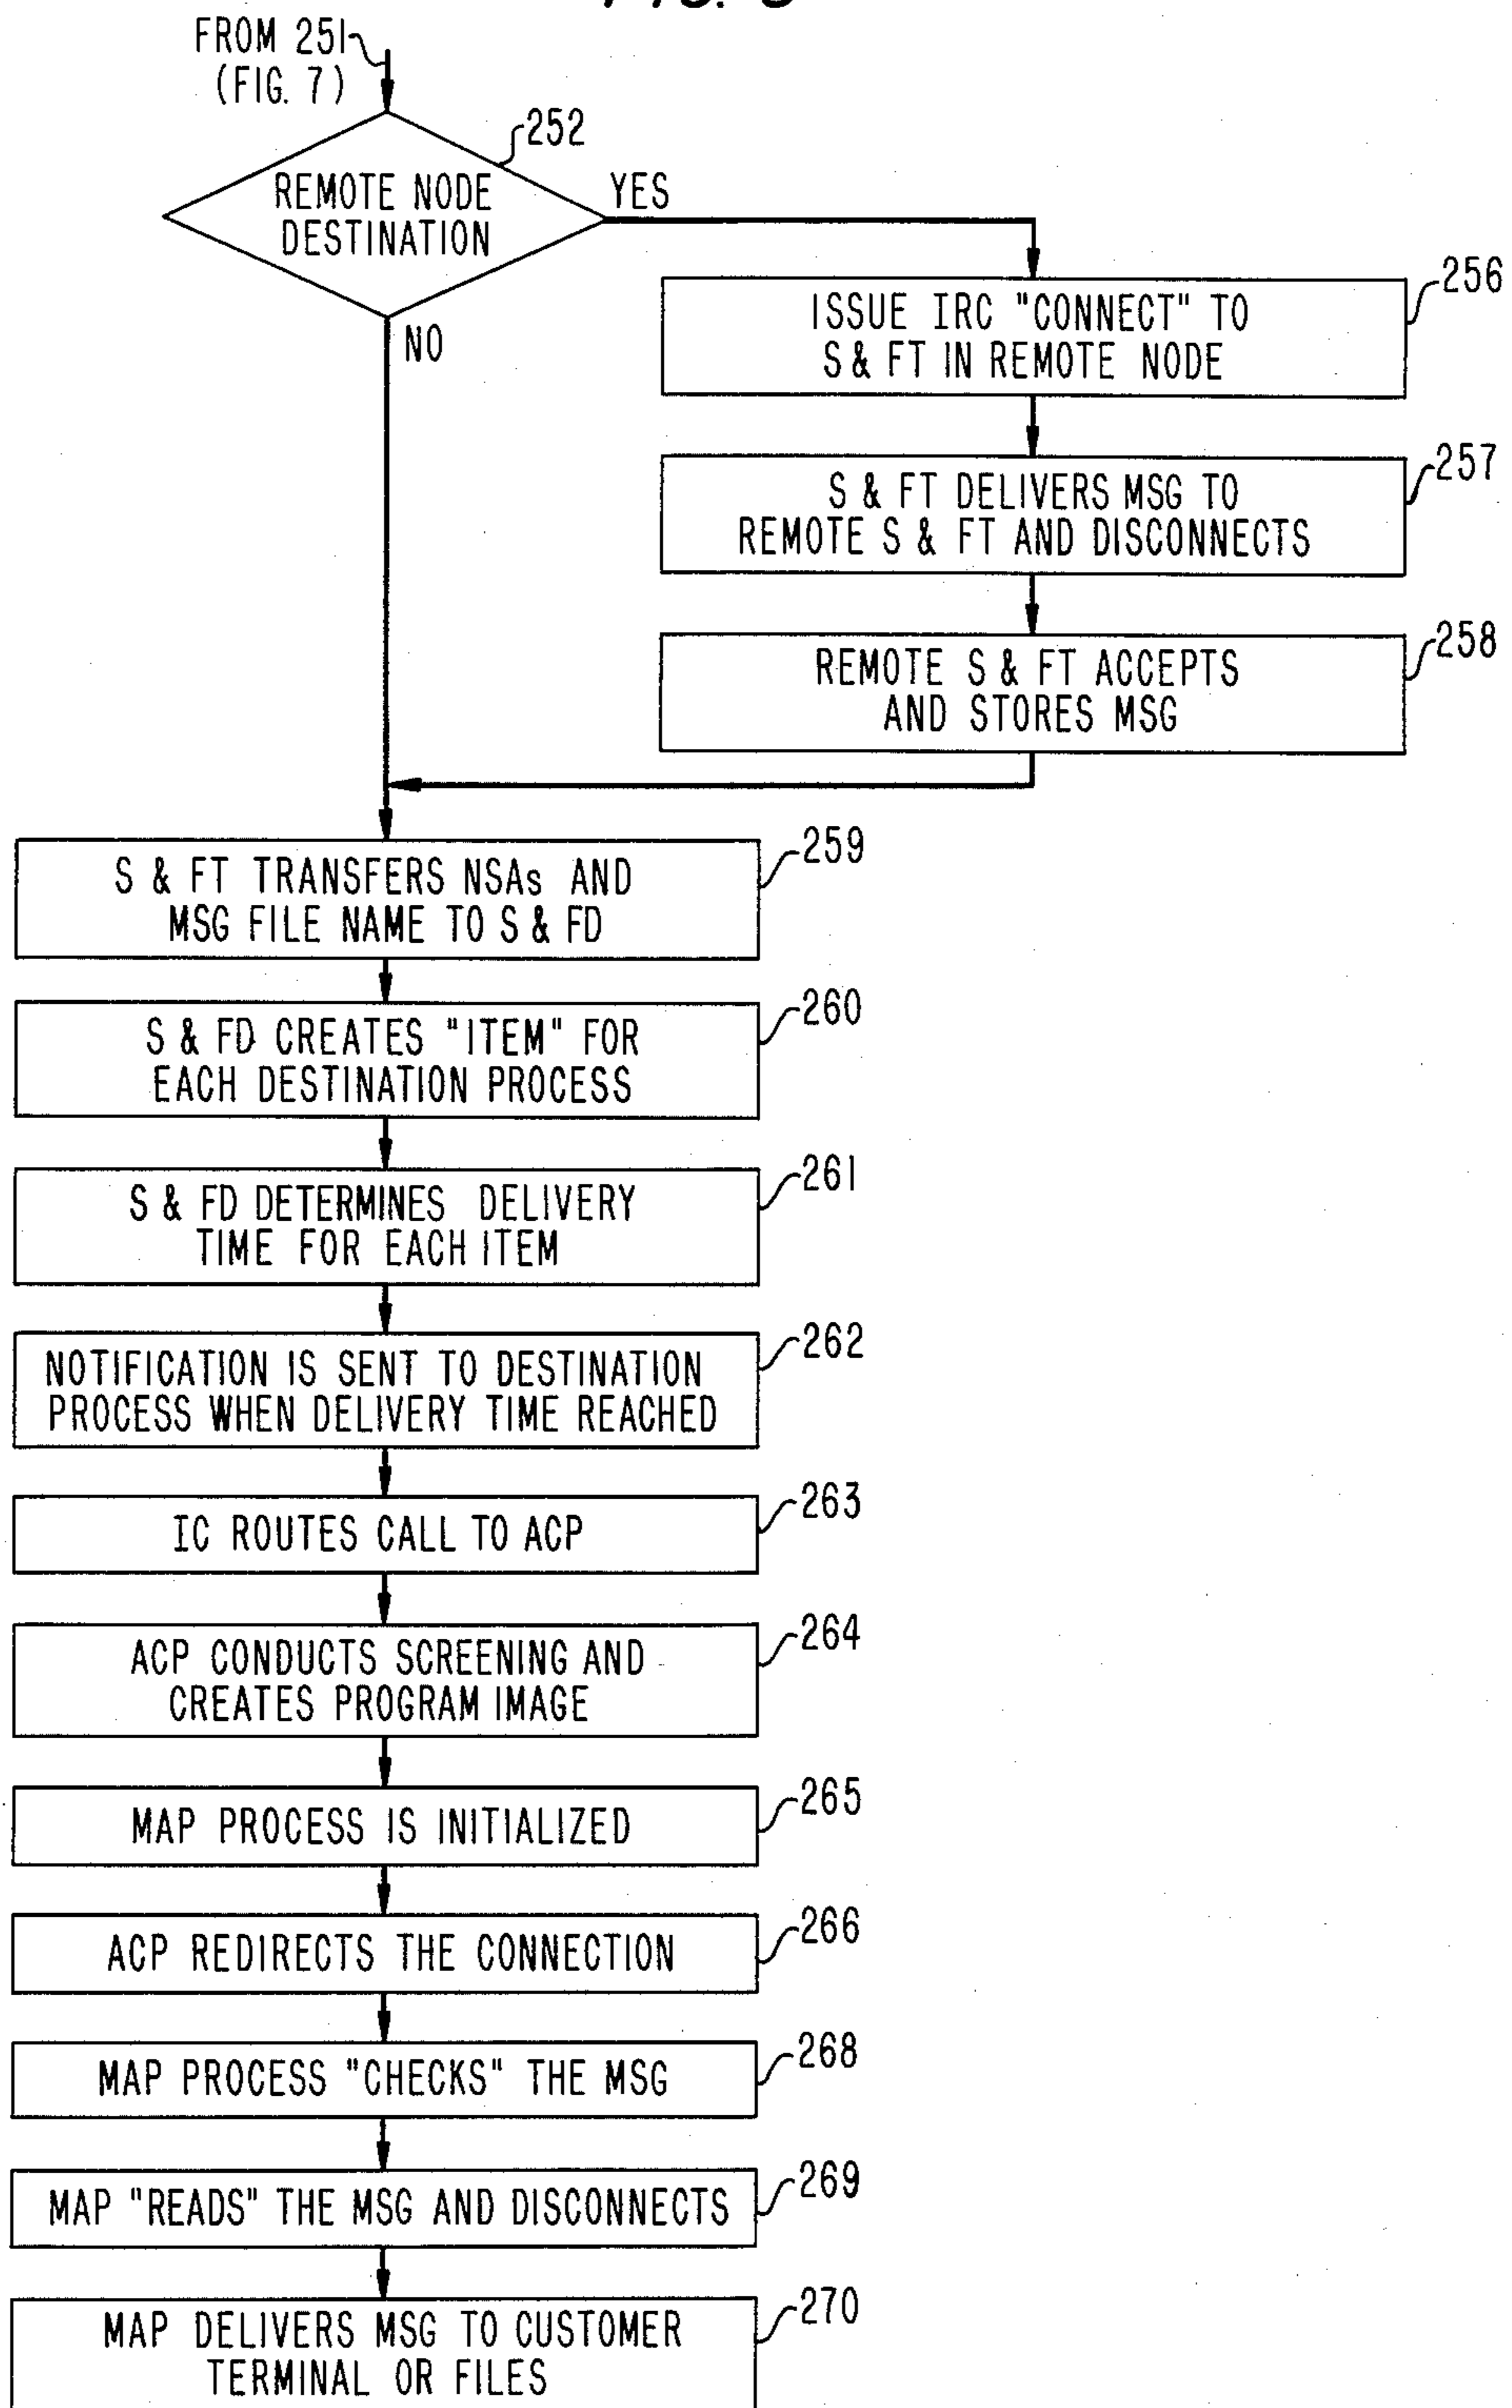 FROM 251
(FIG. 7)
252
REMOTE NODE
DESTINATION
YES
NO
256
ISSUE IRC "CONNECT" TO
S & FT IN REMOTE NODE
257
S & FT DELIVERS MSG TO
REMOTE S & FT AND DISCONNECTS
258
REMOTE S & FT ACCEPTS
AND STORES MSG
259
S & FT TRANSFERS NSAs AND
MSG FILE NAME TO S & FD
260
S & FD CREATES "ITEM" FOR
EACH DESTINATION PROCESS
261
S & FD DETERMINES DELIVERY
TIME FOR EACH ITEM
262
NOTIFICATION IS SENT TO DESTINATION
PROCESS WHEN DELIVERY TIME REACHED
263
IC ROUTES CALL TO ACP
264
ACP CONDUCTS SCREENING AND
CREATES PROGRAM IMAGE
265
MAP PROCESS IS INITIALIZED
266
ACP REDIRECTS THE CONNECTION
268
MAP PROCESS "CHECKS" THE MSG
269
MAP "READS" THE MSG AND DISCONNECTS
270
MAP DELIVERS MSG TO CUSTOMER
TERMINAL OR FILES